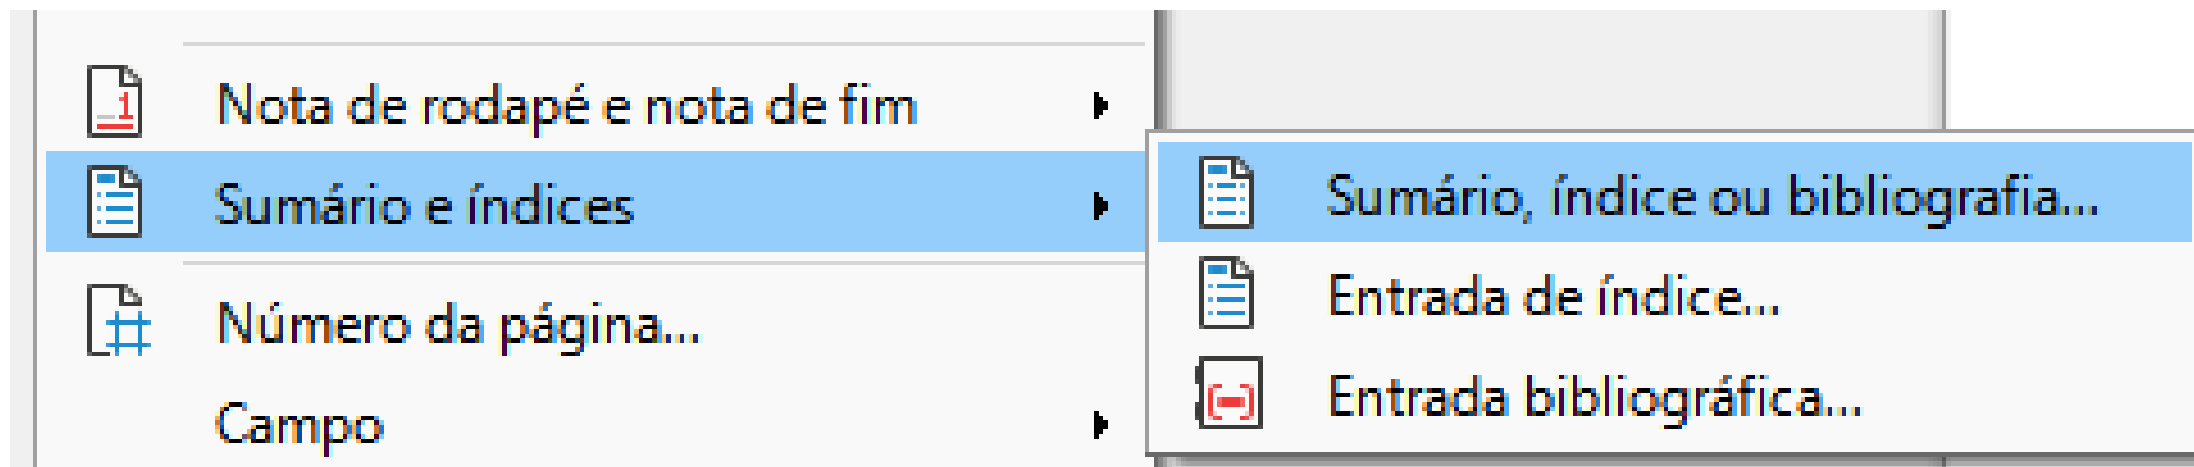 Nota de rodapé e nota de fim
Sumário e índices
Número da página...
Campo
Sumário, índice ou bibliografia...
Entrada de índice...
Entrada bibliográfica...